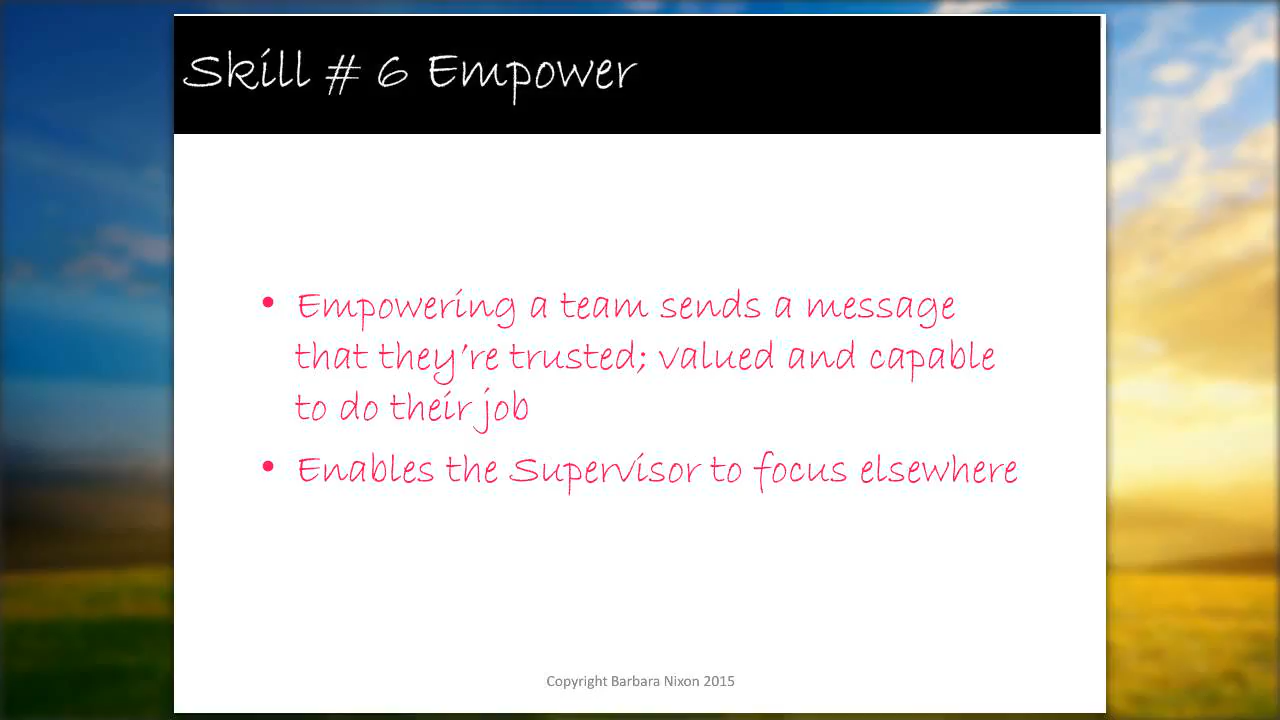 Skill # 6 Empower
• Empowering a team sends a message
that they're trusted; valued and capable
to do their job
• Enables the Supervisor to focus elsewhere
Copyright Barbara Nixon 2015